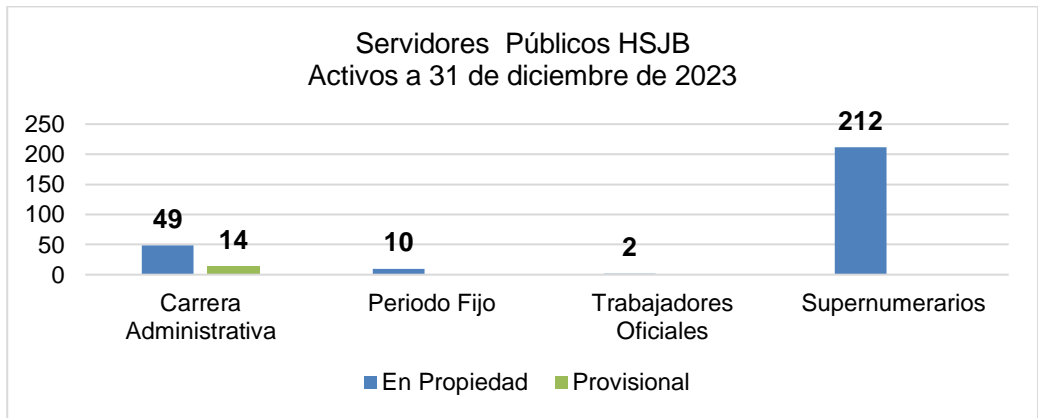 Servidores Públicos HSJB
Activos a 31 de diciembre de 2023
250
200
150
100
50
0
49
14
10
2
212
Carrera
Administrativa
Periodo Fijo
Trabajadores
Oficiales
Supernumerarios
En Propiedad
Provisional